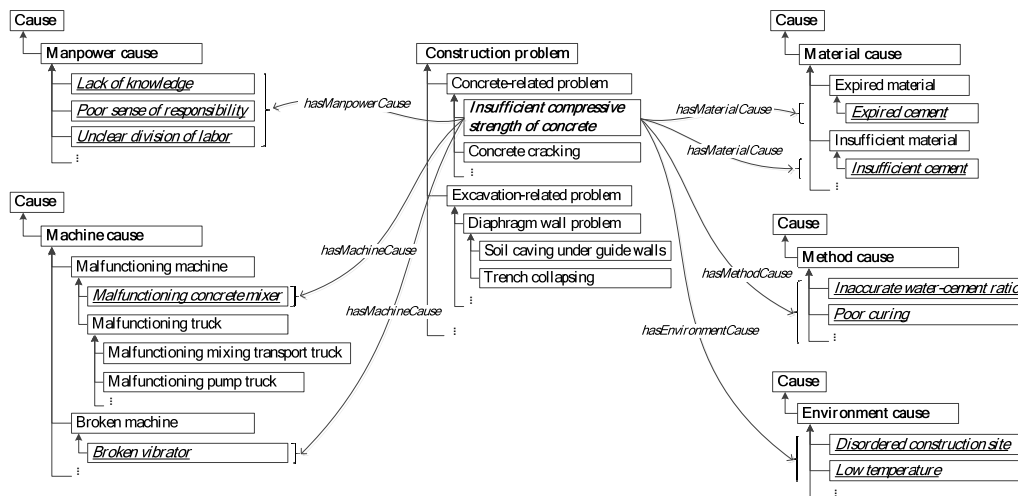 Cause
Manpower cause
Lack of knowledge
Poor sense of responsibility
Unclear division of labor
...
hasManpowerCause
Cause
Machine cause
Malfunctioning machine
Malfunctioning concrete mixer
Malfunctioning truck
Malfunctioning mixing transport truck
Malfunctioning pump truck
...
Broken machine
Broken vibrator
...
hasMachineCause
hasMachineCause
Construction problem
Concrete-related problem
Insufficient compressive
strength of concrete
Concrete cracking
...
Excavation-related problem
Diaphragm wall problem
Soil caving under guide walls
Trench collapsing
...
...
hasMaterialCause
hasMaterialCause
hasMethodCause
hasEnvironmentCause
Cause
Material cause
Expired material
Expired cement
Insufficient material
Insufficient cement
...
Cause
Method cause
Inaccurate water-cement ratio
Poor curing
...
Cause
Environment cause
Disordered construction site
Low temperature
...